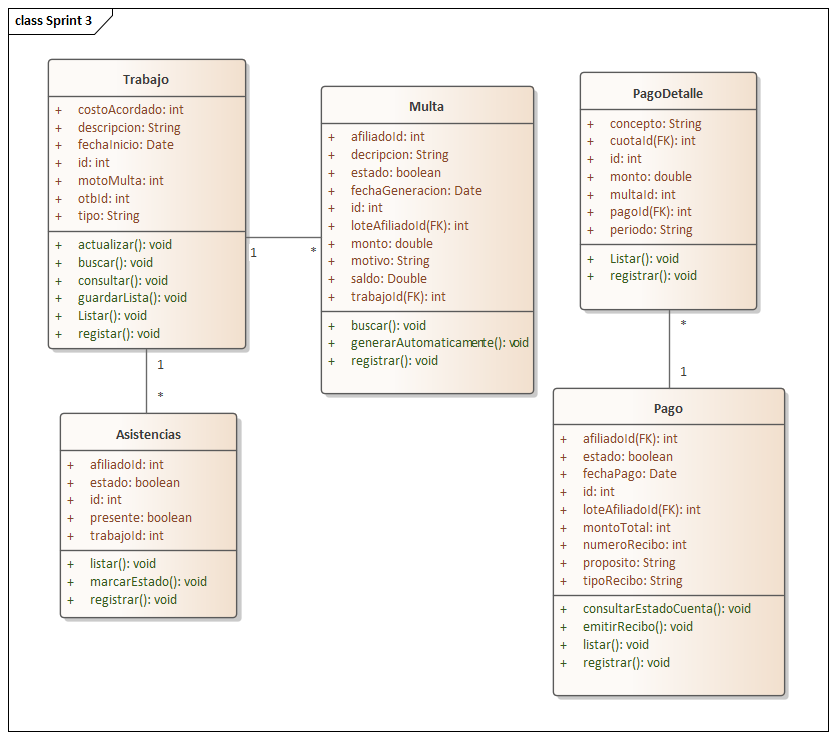 class Sprint 3
Trabajo
+ costoAcordado: int
+ descripcion: String
+ fechaInicio: Date
+ id: int
+ motoMulta: int
+ otbId: int
+ tipo: String
+ actualizar(): void
+ buscar(): void
+ consultar(): void
+ guardarLista(): void
+ Listar(): void
+ registar(): void
1
*
Multa
+ afiliadoId: int
+ decripcion: String
+ estado: boolean
+ fechaGeneracion: Date
+ id: int
+ loteAfiliadoId(FK): int
+ monto: double
+ motivo: String
+ saldo: Double
+ trabajoId(FK): int
+ buscar(): void
+ generarAutomaticamente(): void
+ registrar(): void
PagoDetalle
+ concepto: String
+ cuotaId(FK): int
+ id: int
+ monto: double
+ multaId: int
+ pagoId(FK): int
+ periodo: String
+ Listar(): void
+ registrar(): void
*
1
1
*
Asistencias
+ afiliadoId: int
+ estado: boolean
+ id: int
+ presente: boolean
+ trabajoId: int
+ listar(): void
+ marcarEstado(): void
+ registrar(): void
Pago
+ afiliadoId(FK): int
+ estado: boolean
+ fechaPago: Date
+ id: int
+ loteAfiliadoId(FK): int
+ montoTotal: int
+ numeroRecibo: int
+ proposito: String
+ tipoRecibo: String
+ consultarEstadoCuenta(): void
+ emitirRecibo(): void
+ listar(): void
+ registrar(): void